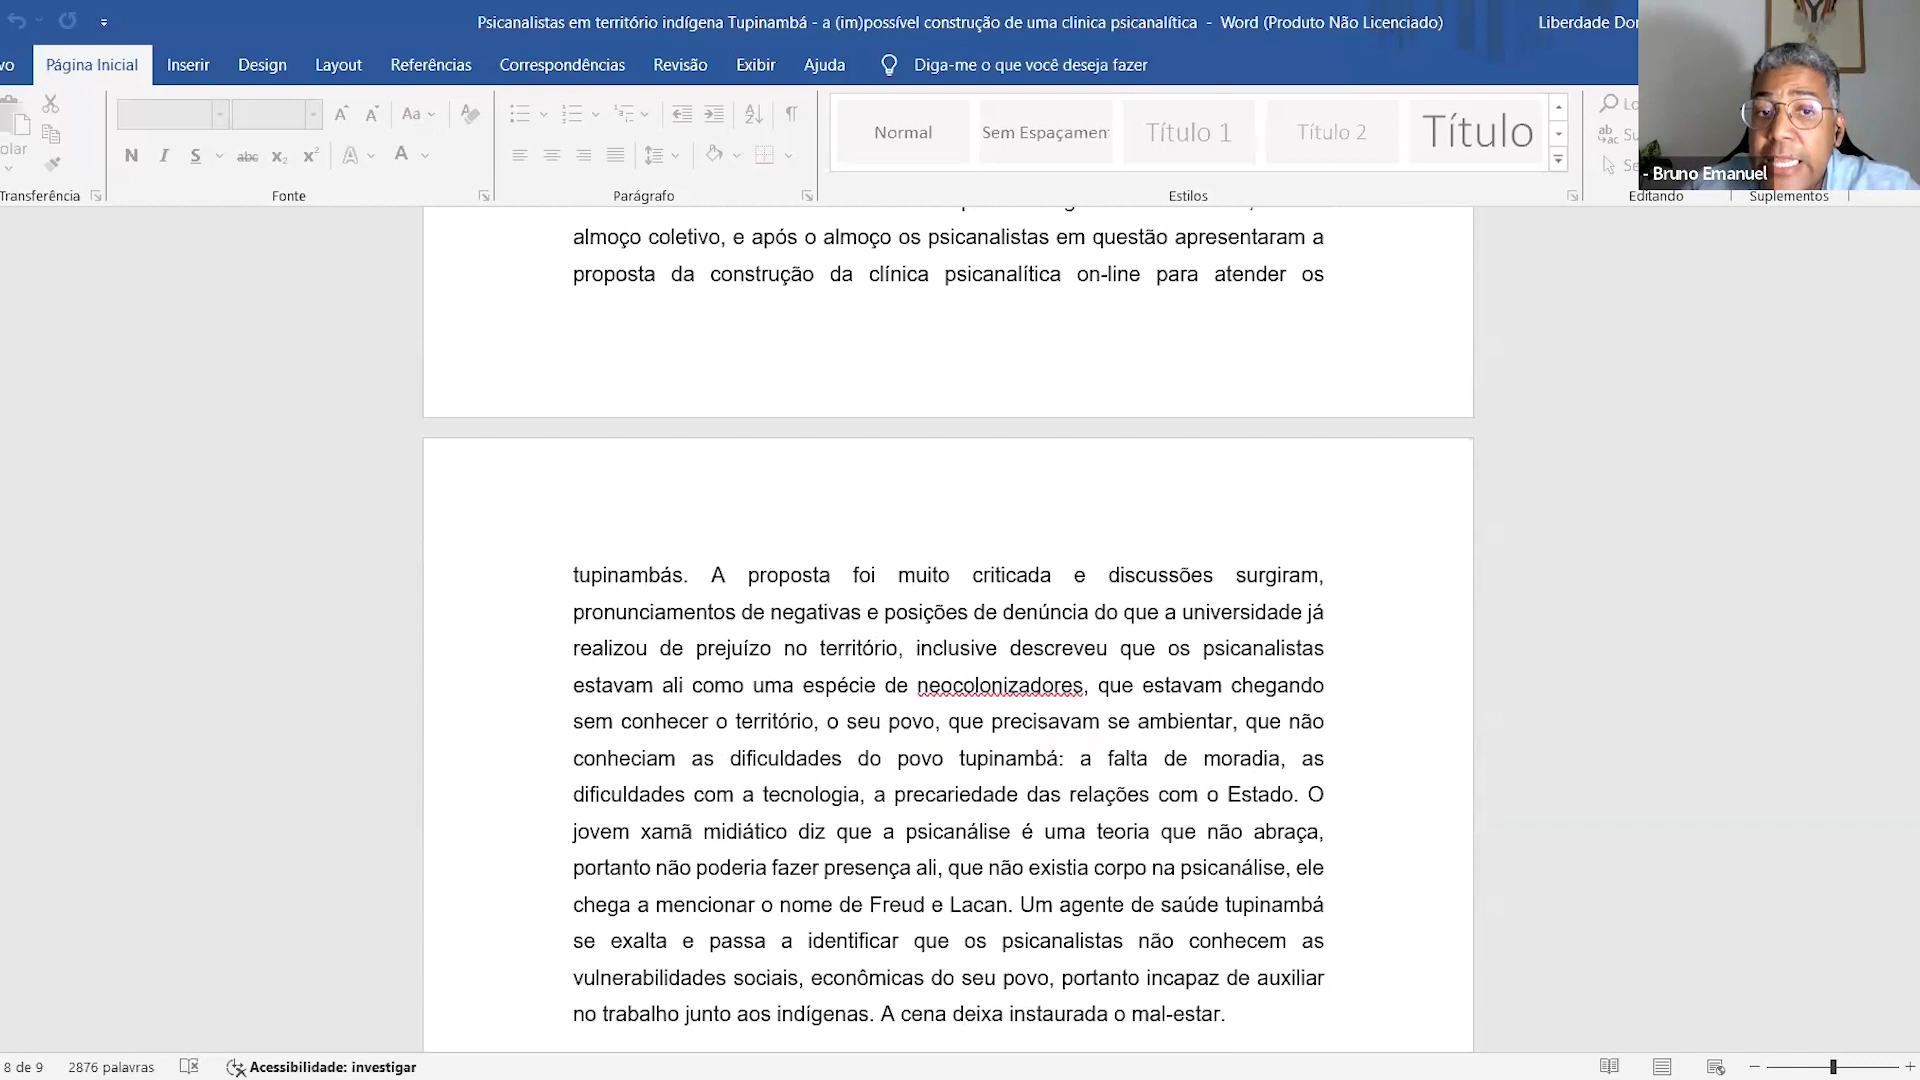 Psicanalistas em território indígena Tupinambá - a (im)possível construção de uma clinica psicanalítica - Word (Produto Não Licenciado)
Liberdade
Página Inicial
Inserir
Design
Layout
Referências
Correspondências
Revisão
Exibir
Ajuda
Diga-me o que você deseja fazer
Aa
Normal
Sem Espaçamen
Título 1
Título 2
Título
N I S abc x₂ x² A A
- Bruno Emanuel
Transferência
Fonte
Parágrafo
Estilos
Editando
Suplementos
almoço coletivo, e após o almoço os psicanalistas em questão apresentaram a
proposta da construção da clínica psicanalítica on-line para atender os
tupinambás. A proposta foi muito criticada e discussões surgiram,
pronunciamentos de negativas e posições de denúncia do que a universidade já
realizou de prejuízo no território, inclusive descreveu que os psicanalistas
estavam ali como uma espécie de neocolonizadores, que estavam chegando
sem conhecer o território, o seu povo, que precisavam se ambientar, que não
conheciam as dificuldades do povo tupinambá: a falta de moradia, as
dificuldades com a tecnologia, a precariedade das relações com o Estado. O
jovem xamã midiático diz que a psicanálise é uma teoria que não abraça,
portanto não poderia fazer presença ali, que não existia corpo na psicanálise, ele
chega a mencionar o nome de Freud e Lacan. Um agente de saúde tupinambá
se exalta e passa a identificar que os psicanalistas não conhecem as
vulnerabilidades sociais, econômicas do seu povo, portanto incapaz de auxiliar
no trabalho junto aos indígenas. A cena deixa instaurada o mal-estar.
8 de 9
2876 palavras
Acessibilidade: investigar